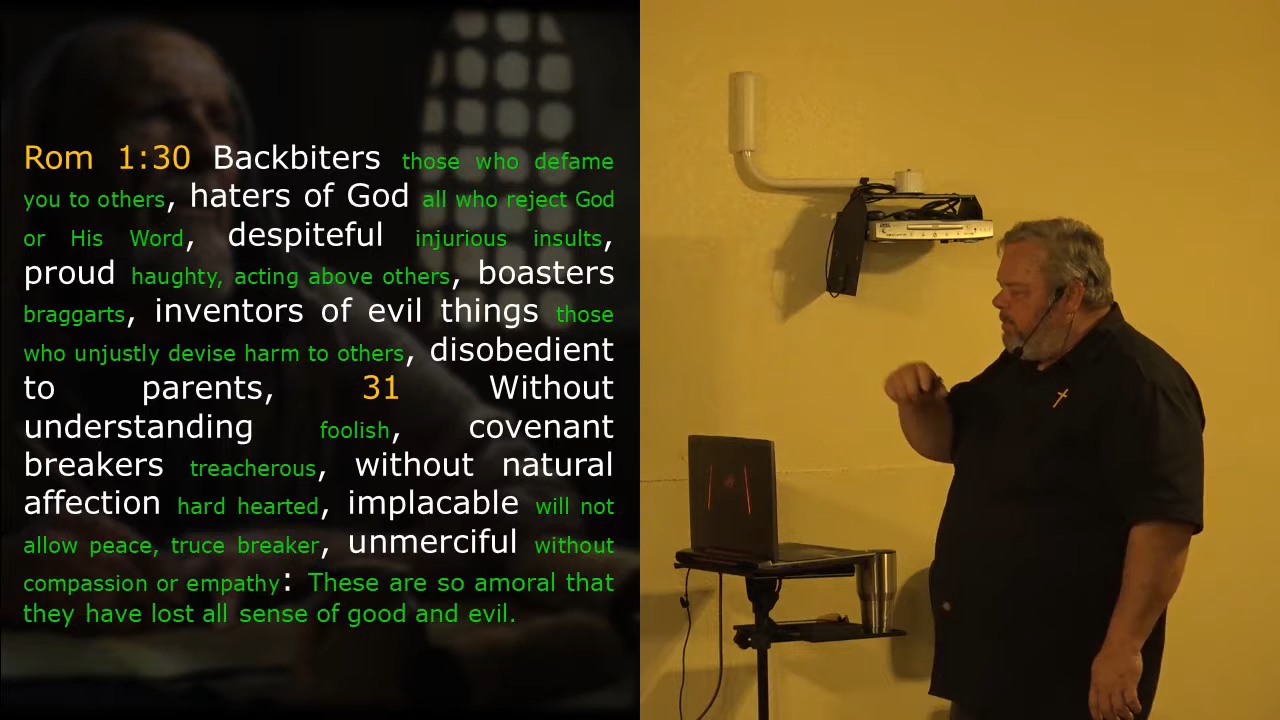 Rom 1:30 Backbiters those who defame
you to others, haters of God all who reject God
or His Word, despiteful injurious insults,
proud haughty, acting above others, boasters
braggarts, inventors of evil things those
who unjustly devise harm to others, disobedient
to parents, 31 Without
understanding foolish, covenant
breakers treacherous, without natural
affection hard hearted, implacable will not
allow peace, truce breaker, unmerciful without
compassion or empathy: These are so amoral that
they have lost all sense of good and evil.